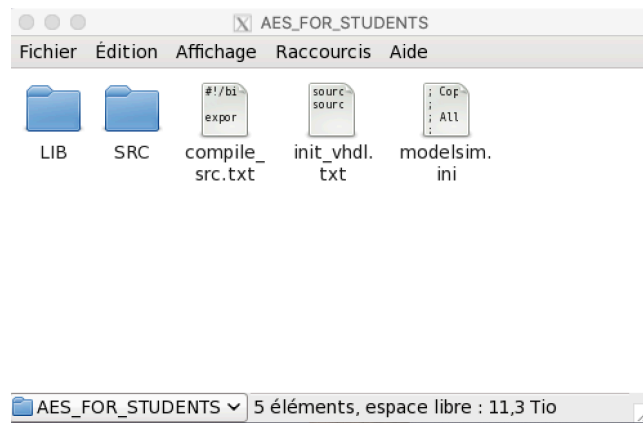 AES_FOR_STUDENTS
Fichier Édition Affichage Raccourcis Aide
#!/bi
expor
sourc
sourc
; Cop
;
; All
;
LIB
SRC
compile_
src.txt
init_vhdl.
txt
modelsim.
ini
AES_FOR_STUDENTS 5 éléments, espace libre : 11,3 Tio